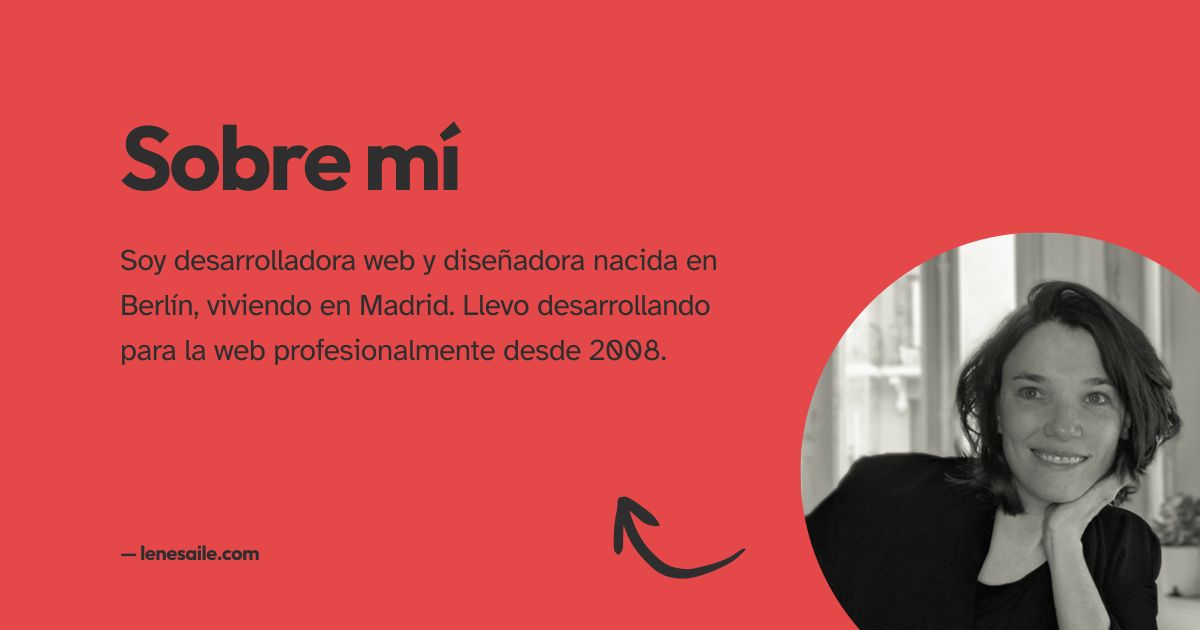 Sobre mí
Soy desarrolladora web y diseñadora nacida en
Berlín, viviendo en Madrid. Llevo desarrollando
para la web profesionalmente desde 2008.
— lenesaile.com